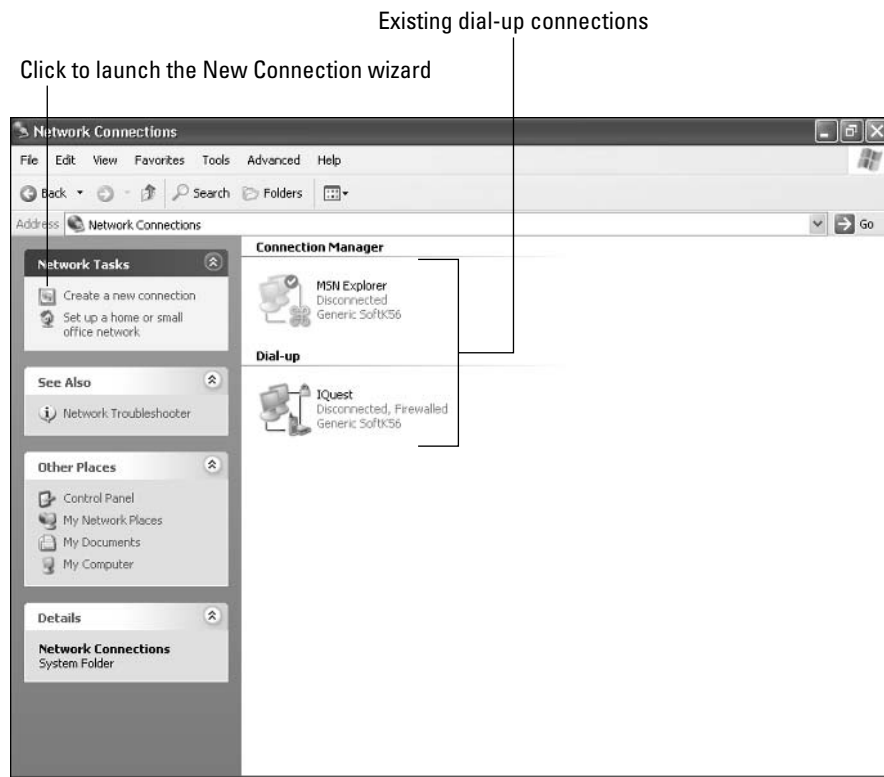 Existing dial-up connections
Click to launch the New Connection wizard
Network Connections
File Edit View Favorites Tools Advanced Help
Back Search Folders
Address Network Connections Go
Network Tasks
Create a new connection
Set up a home or small
office network
See Also
Network Troubleshooter
Other Places
Control Panel
My Network Places
My Documents
My Computer
Details
Network Connections
System Folder
Connection Manager
MSN Explorer
Disconnected
Generic SoftK56
Dial-up
IQuest
Disconnected, Firewalled
Generic SoftK56